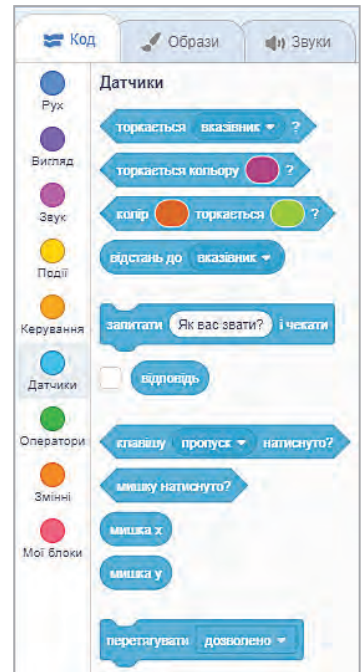 Код
Образи
Звуки
Рух
Вигляд
Звук
Події
Керування
Датчики
Оператори
Змінні
Мої блоки
Датчики
торкається вказівник ?
торкається кольору ?
колір торкається ?
відстань до вказівник
запитати Як вас звати? і чекати
відповідь
клавішу пропуск натиснуто?
мишку натиснуто?
мишка x
мишка y
перетягувати дозволено